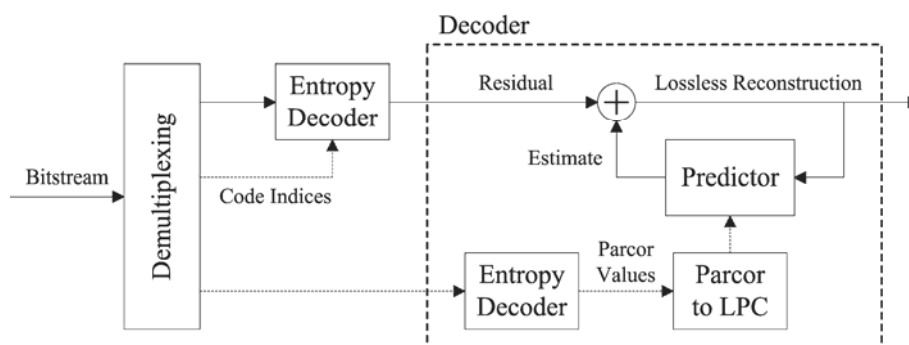 Decoder
Entropy
Decoder
Residual
Lossless Reconstruction
Estimate
Predictor
Bitstream
Code Indices
Demultiplexing
Entropy
Decoder
Parcor
Values
Parcor
to LPC